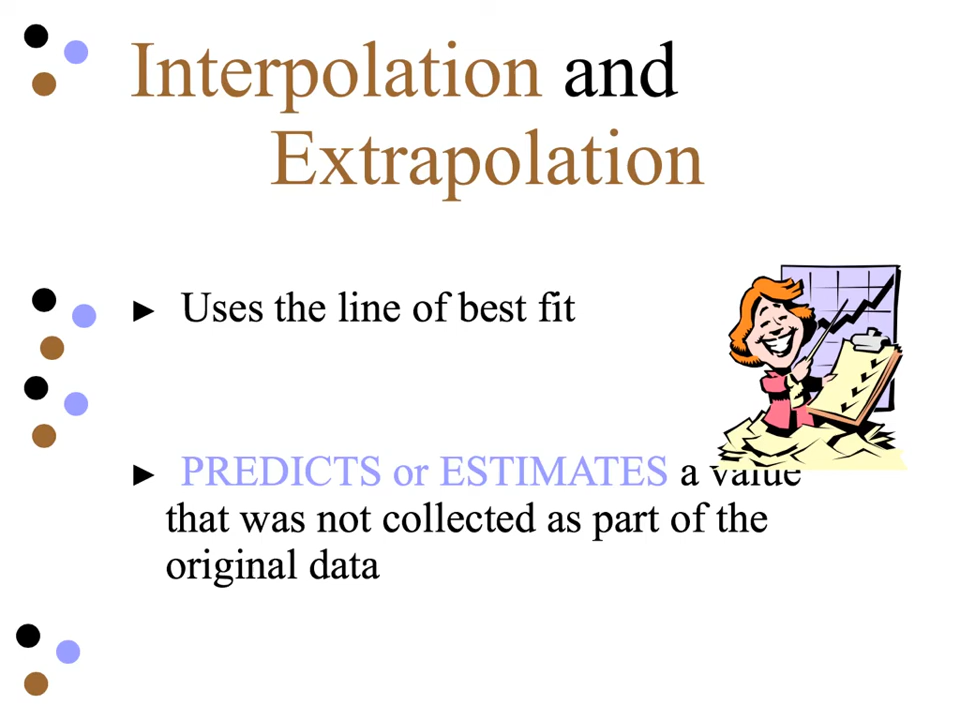 Interpolation and
Extrapolation
► Uses the line of best fit
► PREDICTS or ESTIMATES a value
that was not collected as part of the
original data